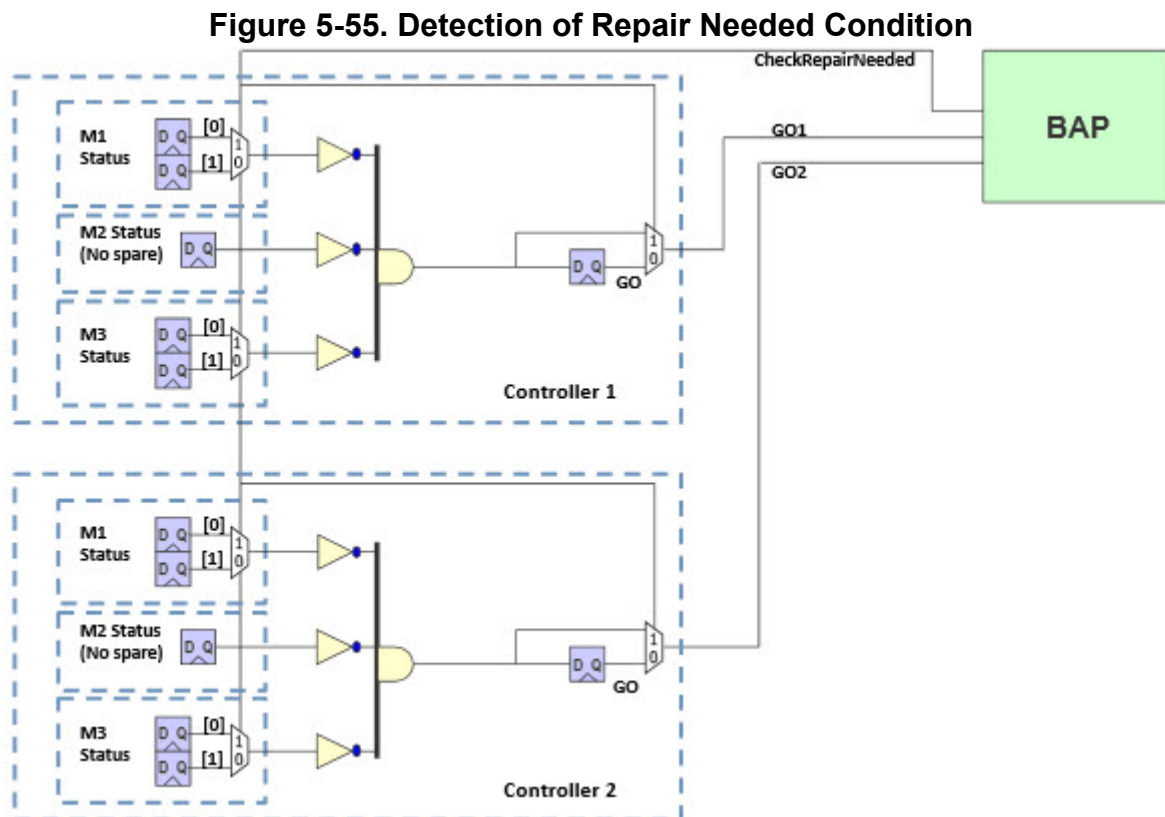 Figure 5-55. Detection of Repair Needed Condition
CheckRepairNeeded
BAP
GO1
GO2
M1
Status
D Q
D Q
[0]
[1]
1
0
M2 Status
(No spare)
D Q
M3
Status
D Q
D Q
[0]
[1]
1
0
D Q
GO
1
0
Controller 1
M1
Status
D Q
D Q
[0]
[1]
1
0
M2 Status
(No spare)
D Q
M3
Status
D Q
D Q
[0]
[1]
1
0
D Q
GO
1
0
Controller 2